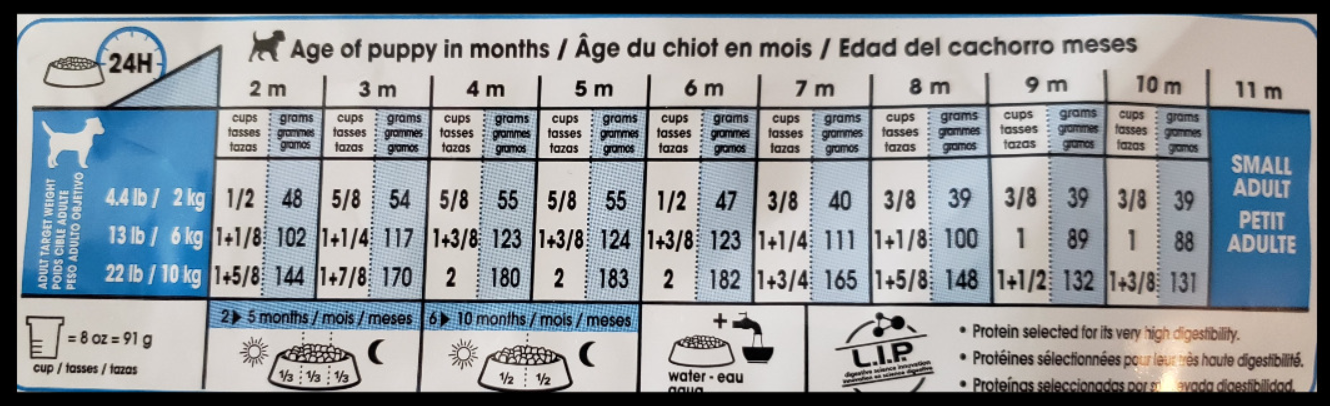 24H
Age of puppy in months / Âge du chiot en mois / Edad del cachorro meses
2 m 3 m 4 m 5 m 6 m 7 m 8 m 9 m 10 m 11 m
cups grams cups grams cups grams cups grams cups grams cups grams cups grams cups grams cups grams
tasses grammes tasses grammes tasses grammes tasses grammes tasses grammes tasses grammes tasses grammes tasses grammes tasses grammes
tazas gramos tazas gramos tazas gramos tazas gramos tazas gramos tazas gramos tazas gramos tazas gramos tazas gramos
ADULT TARGET WEIGHT
POIDS CIBLE ADULTE
PESO ADULTO OBJETIVO
4.4 lb / 2 kg 1/2 48 5/8 54 5/8 55 5/8 55 1/2 47 3/8 40 3/8 39 3/8 39 3/8 39
13 lb / 6 kg 1+1/8 102 1+1/4 117 1+3/8 123 1+3/8 124 1+3/8 123 1+1/4 111 1+1/8 100 1 89 1 88
22 lb / 10 kg 1+5/8 144 1+7/8 170 2 180 2 183 2 182 1+3/4 165 1+5/8 148 1+1/2 132 1+3/8 131
SMALL
ADULT
PETIT
ADULTE
= 8 oz = 91 g
cup / tasses / tazas
2 ▶ 5 months / mois / meses
1/3 1/3 1/3
6 ▶ 10 months / mois / meses
1/2 1/2
+
water - eau
agua
L.I.P.
digestive science innovation
innovation en science digestive
• Protein selected for its very high digestibility.
• Protéines sélectionnées pour leur très haute digestibilité.
• Proteínas seleccionadas por digestibilidad.